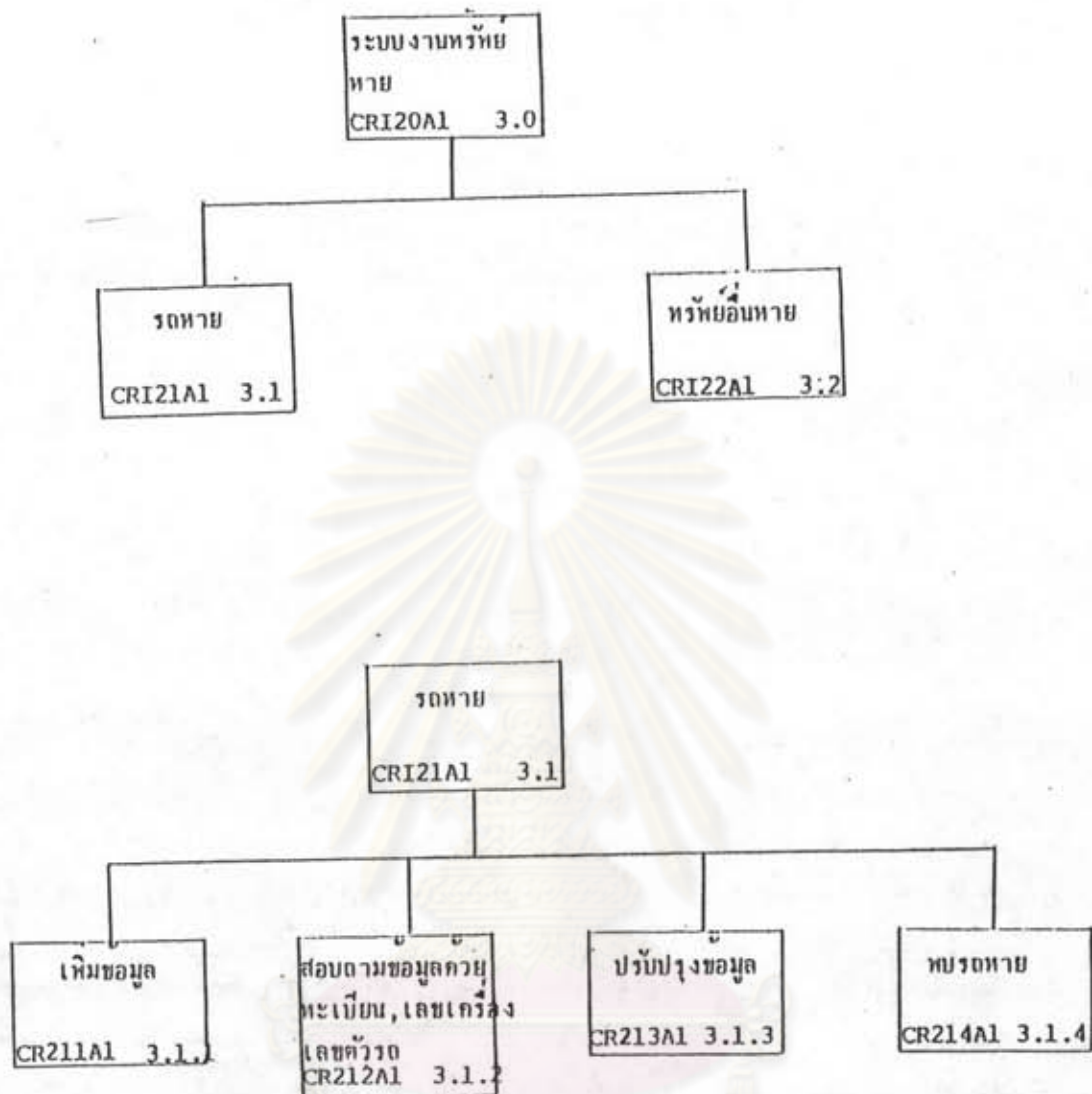 ระบบงานทรัพย์
หาย
CRI20A1 3.0
รถหาย
CRI21A1 3.1
ทรัพย์อื่นหาย
CRI22A1 3.2
รถหาย
CRI21A1 3.1
เพิ่มข้อมูล
CR211A1 3.1.1
สอบถามข้อมูลด้วย
ทะเบียน,เลขเครื่อง
เลขตัวรถ
CR212A1 3.1.2
ปรับปรุงข้อมูล
CR213A1 3.1.3
พบรถหาย
CR214A1 3.1.4